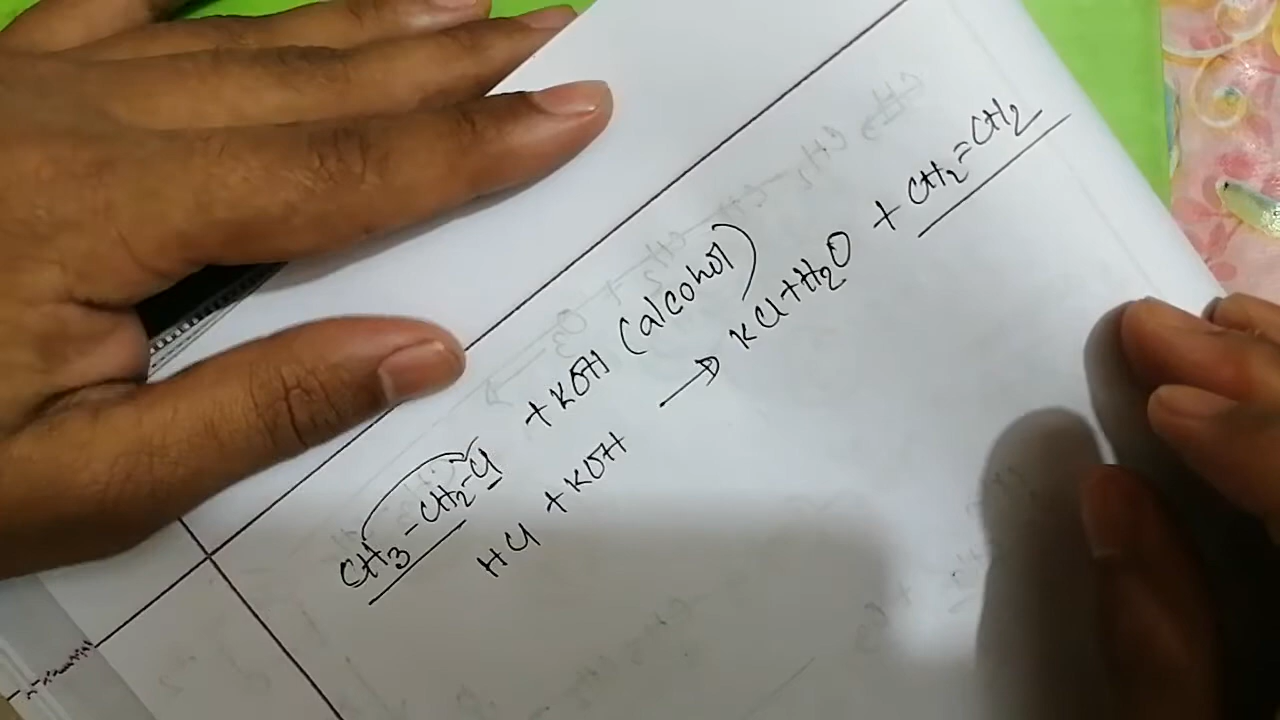 CH3-CH2-Cl + KOH (alcohol)
HCl + KOH → KCl + H2O + CH2=CH2